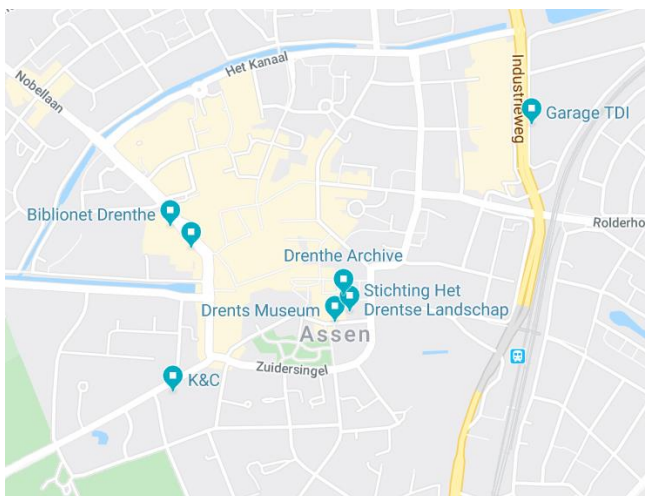 Het Kanaal
Nobellaan
Industrieweg
Garage TDI
Biblionet Drenthe
Rolderho
Drenthe Archive
Stichting Het
Drentse Landschap
Drents Museum
Assen
Zuidersingel
K&C